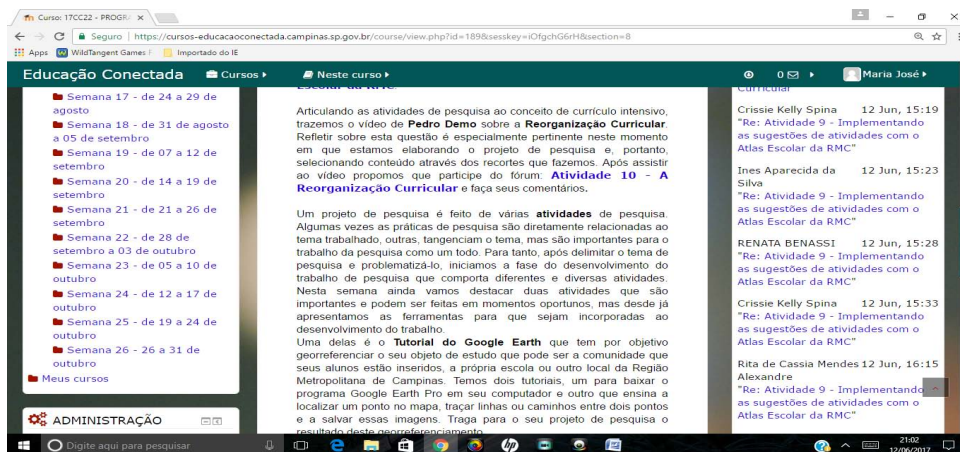 Curso: 17CC22 - PROGRA
Seguro | https://cursos-educacaoconectada.campinas.sp.gov.br/course/view.php?id=189&sesskey=iOfgchG6rH&section=8
Apps WildTangent Games Importado do IE
Educação Conectada Cursos Neste curso 0 Maria José
Semana 17 - de 24 a 29 de
agosto
Semana 18 - de 31 de agosto
a 05 de setembro
Semana 19 - de 07 a 12 de
setembro
Semana 20 - de 14 a 19 de
setembro
Semana 21 - de 21 a 26 de
setembro
Semana 22 - de 28 de
setembro a 03 de outubro
Semana 23 - de 05 a 10 de
outubro
Semana 24 - de 12 a 17 de
outubro
Semana 25 - de 19 a 24 de
outubro
Semana 26 - 26 a 31 de
outubro
Meus cursos
ADMINISTRAÇÃO
Escolar da RMC.
Articulando as atividades de pesquisa ao conceito de currículo intensivo,
trazemos o vídeo de Pedro Demo sobre a Reorganização Curricular.
Refletir sobre esta questão é especialmente pertinente neste momento
em que estamos elaborando o projeto de pesquisa e, portanto,
selecionando conteúdo através dos recortes que fazemos. Após assistir
ao vídeo propomos que participe do fórum: Atividade 10 - A
Reorganização Curricular e faça seus comentários.
Um projeto de pesquisa é feito de várias atividades de pesquisa.
Algumas vezes as práticas de pesquisa são diretamente relacionadas ao
tema trabalhado, outras, tangenciam o tema, mas são importantes para o
trabalho da pesquisa como um todo. Para tanto, após delimitar o tema de
pesquisa e problematizá-lo, iniciamos a fase do desenvolvimento do
trabalho de pesquisa que comporta diferentes e diversas atividades.
Nesta semana ainda vamos destacar duas atividades que são
importantes e podem ser feitas em momentos oportunos, mas desde já
apresentamos as ferramentas para que sejam incorporadas ao
desenvolvimento do trabalho.
Uma delas é o Tutorial do Google Earth que tem por objetivo
georreferenciar o seu objeto de estudo que pode ser a comunidade que
seus alunos estão inseridos, a própria escola ou outro local da Região
Metropolitana de Campinas. Temos dois tutoriais, um para baixar o
programa Google Earth Pro em seu computador e outro que ensina a
localizar um ponto no mapa, traçar linhas ou caminhos entre dois pontos
e a salvar essas imagens. Traga para o seu projeto de pesquisa o
resultado deste georreferenciamento
Curricular"
Crissie Kelly Spina 12 Jun, 15:19
"Re: Atividade 9 - Implementando
as sugestões de atividades com o
Atlas Escolar da RMC"
Ines Aparecida da 12 Jun, 15:23
Silva
"Re: Atividade 9 - Implementando
as sugestões de atividades com o
Atlas Escolar da RMC"
RENATA BENASSI 12 Jun, 15:28
"Re: Atividade 9 - Implementando
as sugestões de atividades com o
Atlas Escolar da RMC"
Crissie Kelly Spina 12 Jun, 15:33
"Re: Atividade 9 - Implementando
as sugestões de atividades com o
Atlas Escolar da RMC"
Rita de Cassia Mendes 12 Jun, 16:15
Alexandre
"Re: Atividade 9 - Implementando
as sugestões de atividades com o
Atlas Escolar da RMC"
Digite aqui para pesquisar
hp
21:02
12/06/2017